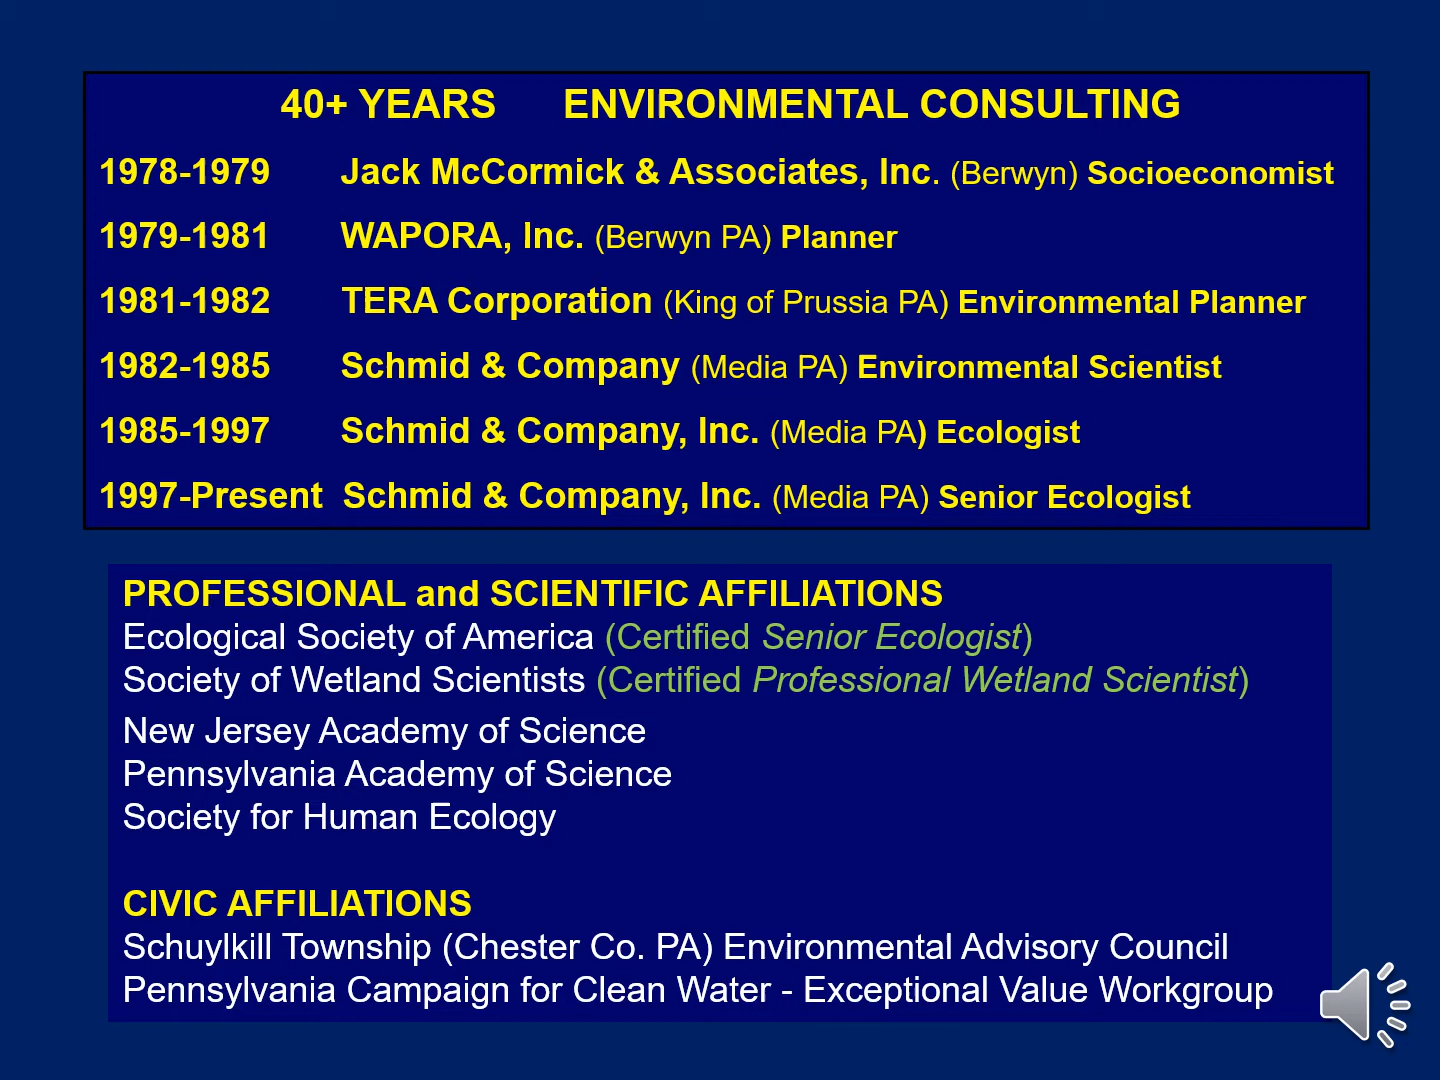 40+ YEARS ENVIRONMENTAL CONSULTING
1978-1979 Jack McCormick & Associates, Inc. (Berwyn) Socioeconomist
1979-1981 WAPORA, Inc. (Berwyn PA) Planner
1981-1982 TERA Corporation (King of Prussia PA) Environmental Planner
1982-1985 Schmid & Company (Media PA) Environmental Scientist
1985-1997 Schmid & Company, Inc. (Media PA) Ecologist
1997-Present Schmid & Company, Inc. (Media PA) Senior Ecologist
PROFESSIONAL and SCIENTIFIC AFFILIATIONS
Ecological Society of America (Certified Senior Ecologist)
Society of Wetland Scientists (Certified Professional Wetland Scientist)
New Jersey Academy of Science
Pennsylvania Academy of Science
Society for Human Ecology
CIVIC AFFILIATIONS
Schuylkill Township (Chester Co. PA) Environmental Advisory Council
Pennsylvania Campaign for Clean Water - Exceptional Value Workgroup